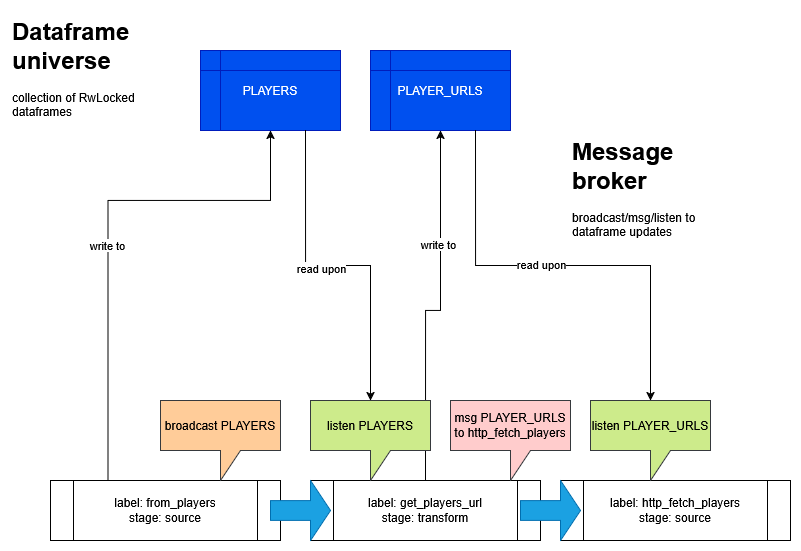 Dataframe
universe
collection of RwLocked
dataframes
PLAYERS
PLAYER_URLS
Message
broker
broadcast/msg/listen to
dataframe updates
write to
read upon
write to
read upon
broadcast PLAYERS
listen PLAYERS
msg PLAYER_URLS
to http_fetch_players
listen PLAYER_URLS
label: from_players
stage: source
label: get_players_url
stage: transform
label: http_fetch_players
stage: source